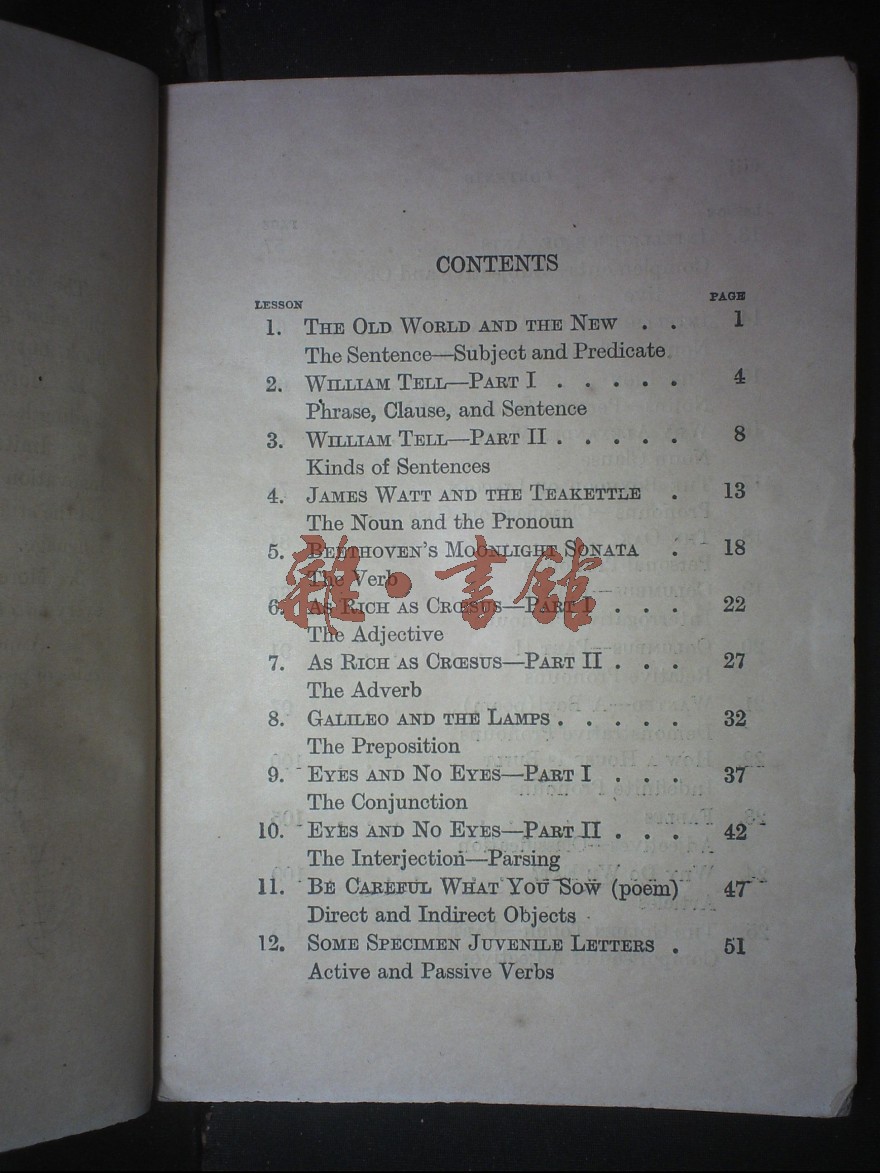 CONTENTS
LESSON PAGE
1. THE OLD WORLD AND THE NEW . . 1
The Sentence—Subject and Predicate
2. WILLIAM TELL—PART I . . . . . 4
Phrase, Clause, and Sentence
3. WILLIAM TELL—PART II . . . . . 8
Kinds of Sentences
4. JAMES WATT AND THE TEAKETTLE . 13
The Noun and the Pronoun
5. BEETHOVEN'S MOONLIGHT SONATA . 18
The Verb
雜·書館
6. AS RICH AS CRŒSUS—PART I . . . 22
The Adjective
7. AS RICH AS CRŒSUS—PART II . . . 27
The Adverb
8. GALILEO AND THE LAMPS . . . . . 32
The Preposition
9. EYES AND NO EYES—PART I . . . 37
The Conjunction
10. EYES AND NO EYES—PART II . . . 42
The Interjection—Parsing
11. BE CAREFUL WHAT YOU SOW (poem) 47
Direct and Indirect Objects
12. SOME SPECIMEN JUVENILE LETTERS . 51
Active and Passive Verbs